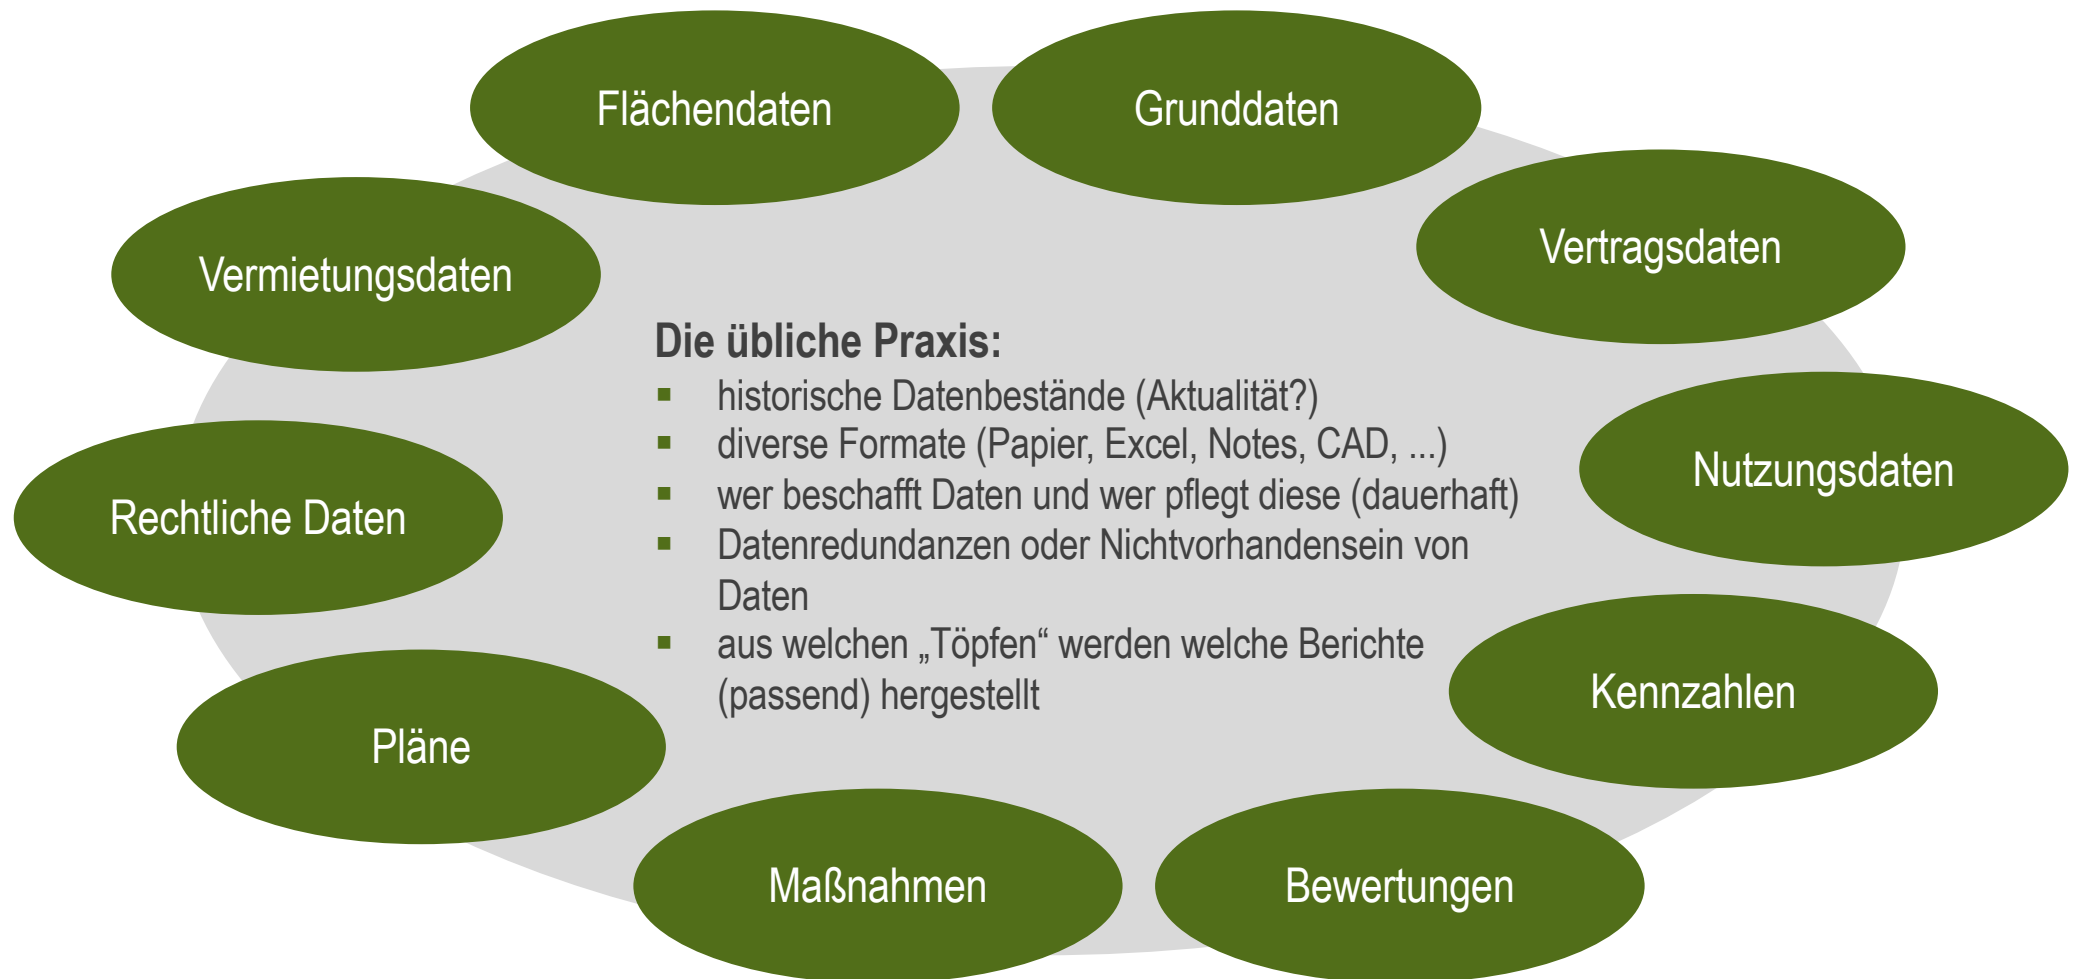 Flächendaten
Grunddaten
Vermietungsdaten
Vertragsdaten
Die übliche Praxis:
▪ historische Datenbestände (Aktualität?)
▪ diverse Formate (Papier, Excel, Notes, CAD, ...)
▪ wer beschafft Daten und wer pflegt diese (dauerhaft)
▪ Datenredundanzen oder Nichtvorhandensein von
Daten
▪ aus welchen „Töpfen“ werden welche Berichte
(passend) hergestellt
Nutzungsdaten
Rechtliche Daten
Kennzahlen
Pläne
Maßnahmen
Bewertungen